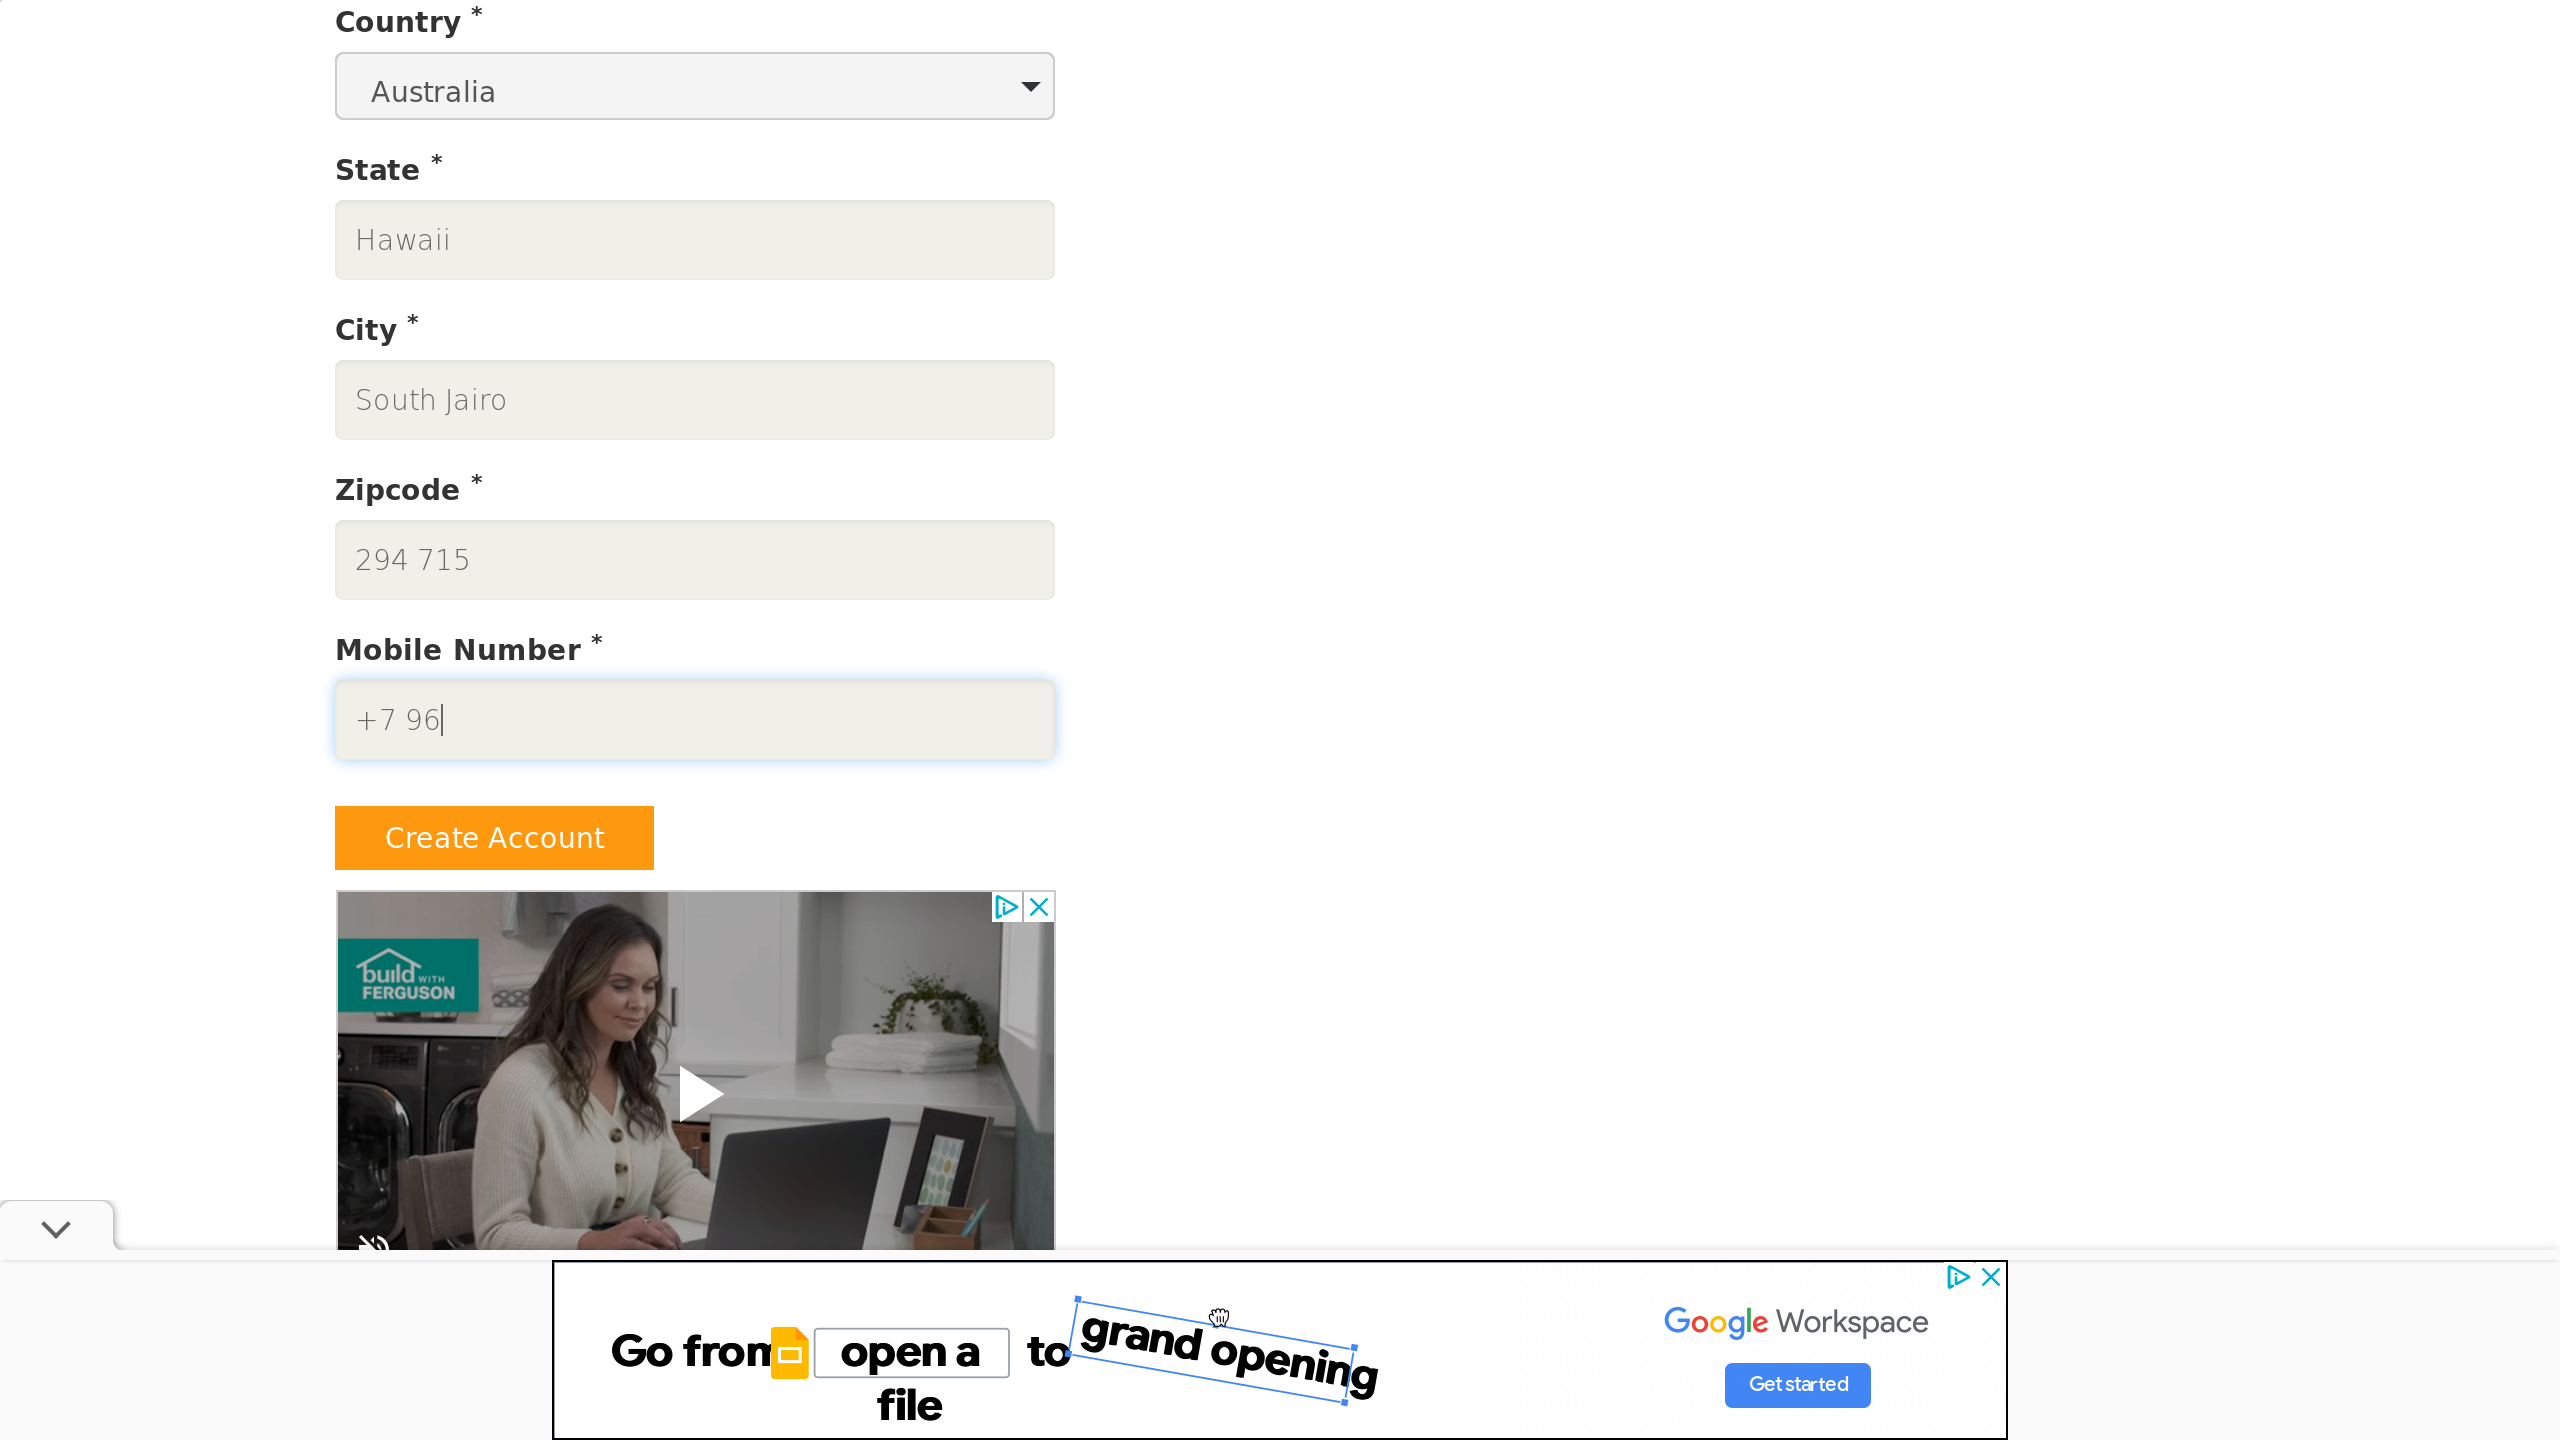 Country *
Australia
State *
Hawaii
City *
South Jairo
Zipcode *
294 715
Mobile Number *
+7 96
Create Account
build WITH
FERGUSON
Go from open a to grand opening
file
Google Workspace
Get started